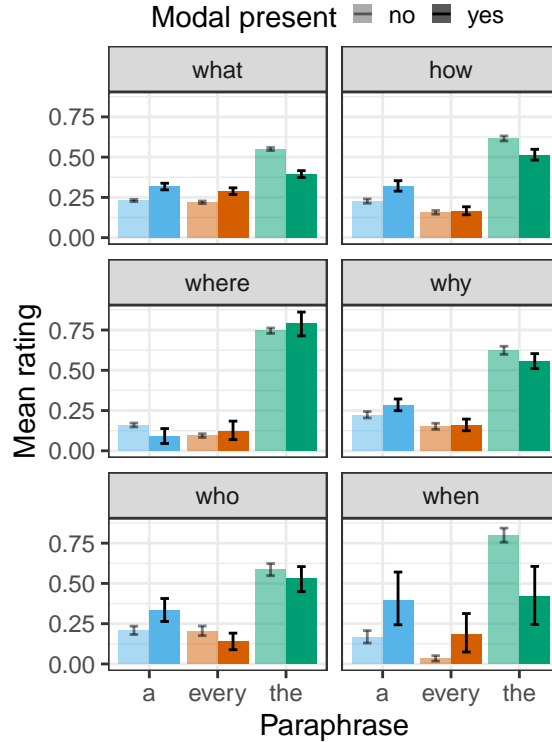 Modal present no yes
what how
0.75
0.50
0.25
0.00
where why
0.75
0.50
0.25
0.00
who when
0.75
0.50
0.25
0.00
a every the a every the
Mean rating
Paraphrase